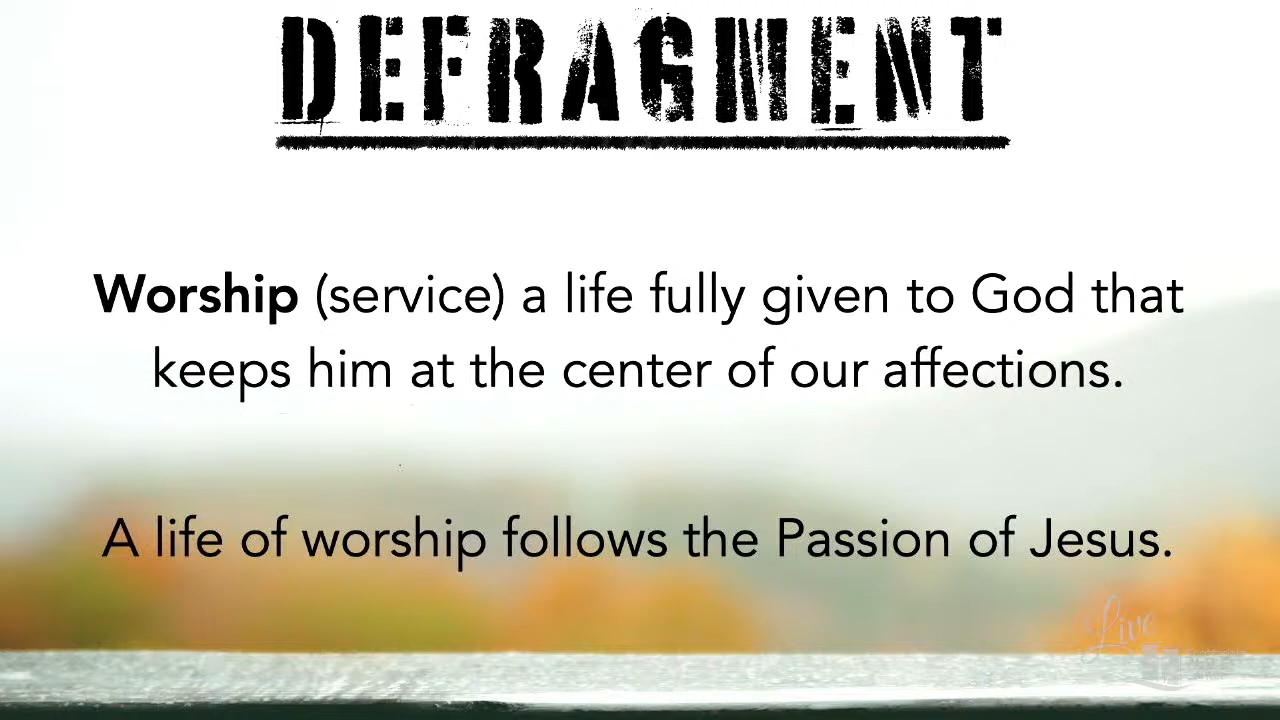 DEFRAGMENT
Worship (service) a life fully given to God that
keeps him at the center of our affections.
A life of worship follows the Passion of Jesus.
Live